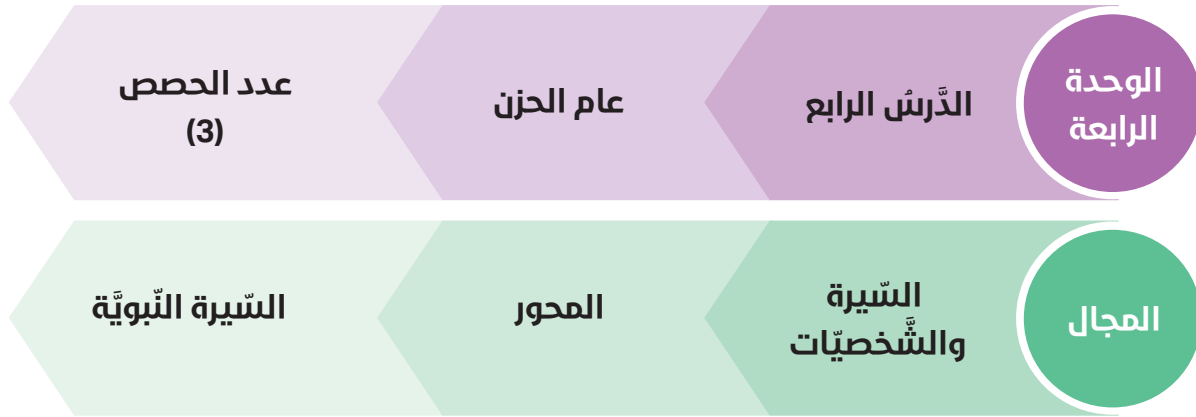 الوحدة
الرابعة
الدَّرسُ الرابع
عام الحزن
عدد الحصص
(3)
المجال
السّيرة
والشَّخصيّات
المحور
السّيرة النّبويَّة